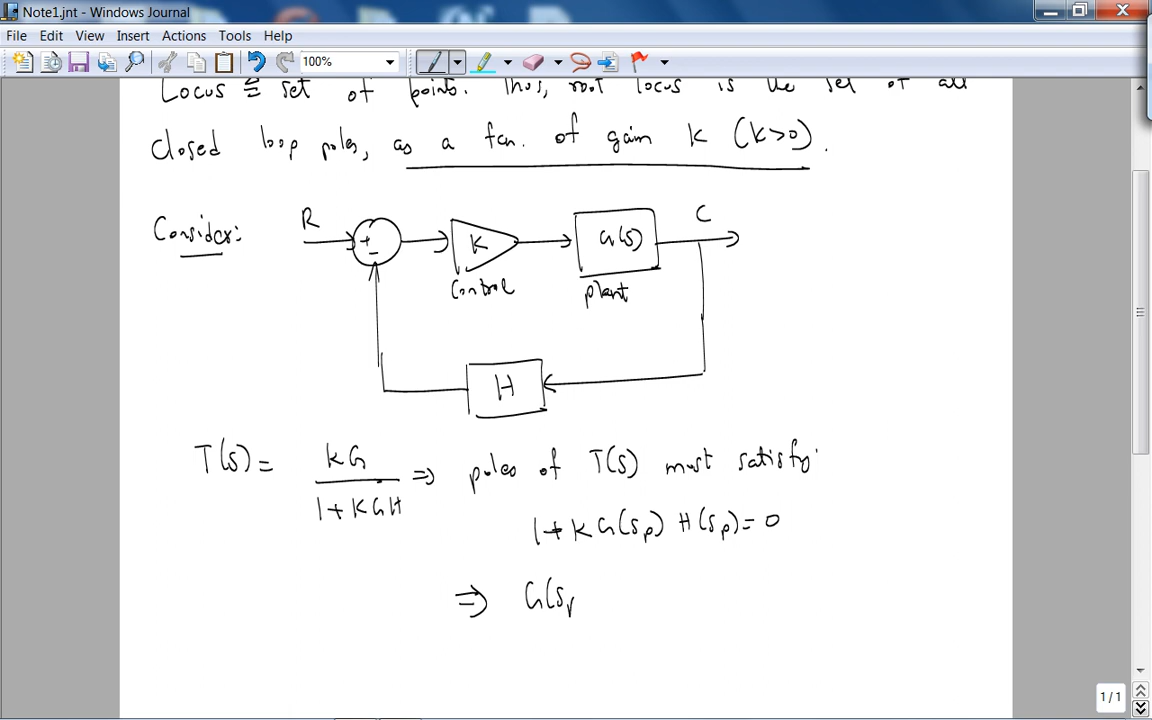 Note1.jnt - Windows Journal
File Edit View Insert Actions Tools Help
100%
Locus ≅ set of points. Thus, root locus is the set of all
closed loop poles, as a fcn. of gain K (K>0).
Consider:
R
+
-
K
G(s)
C
Control
plant
H
T(s) = KG / 1+KGH ⇒ poles of T(s) must satisfy:
1 + K G(sp) H(sp) = 0
⇒ G(sp
1 / 1